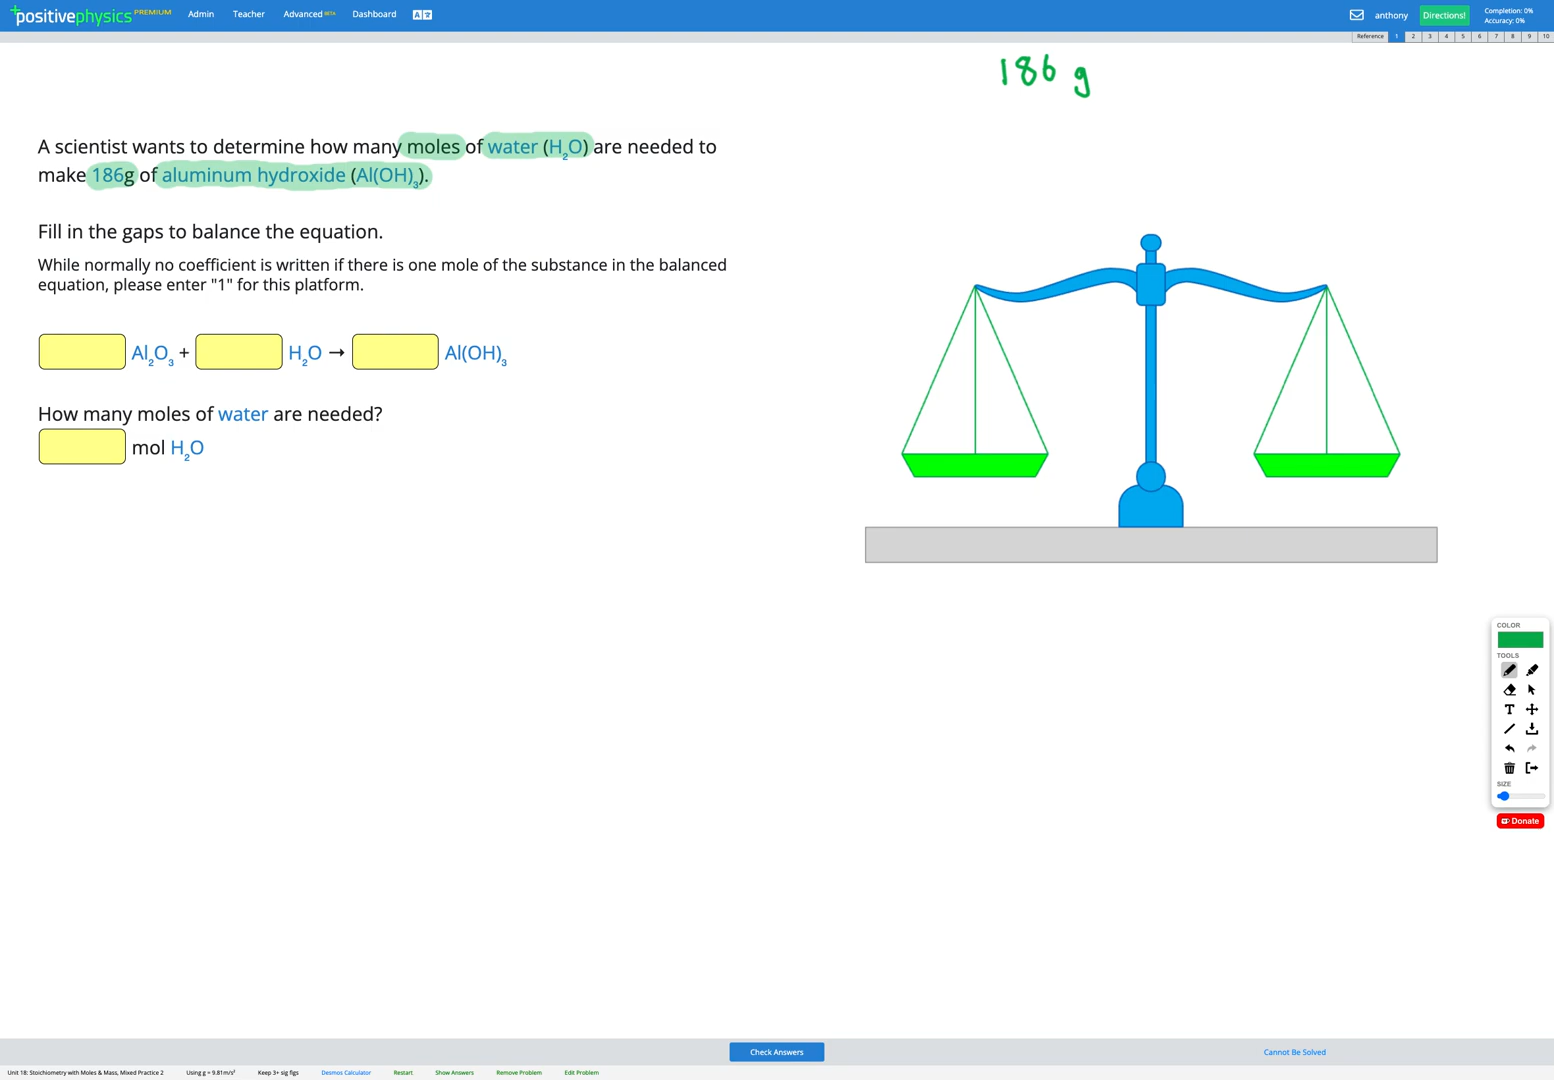 +positivephysics PREMIUM Admin Teacher Advanced BETA Dashboard A anthony Directions! Completion: 0%
Accuracy: 0%
Reference 1 2 3 4 5 6 7 8 9 10
186 g
A scientist wants to determine how many moles of water (H₂O) are needed to
make 186g of aluminum hydroxide (Al(OH)₃).
Fill in the gaps to balance the equation.
While normally no coefficient is written if there is one mole of the substance in the balanced
equation, please enter "1" for this platform.
Al₂O₃ + H₂O → Al(OH)₃
How many moles of water are needed?
mol H₂O
COLOR
TOOLS
T
SIZE
Donate
Check Answers Cannot Be Solved
Unit 18: Stoichiometry with Moles & Mass, Mixed Practice 2 Using g = 9.81m/s² Keep 3+ sig figs Desmos Calculator Restart Show Answers Remove Problem Edit Problem